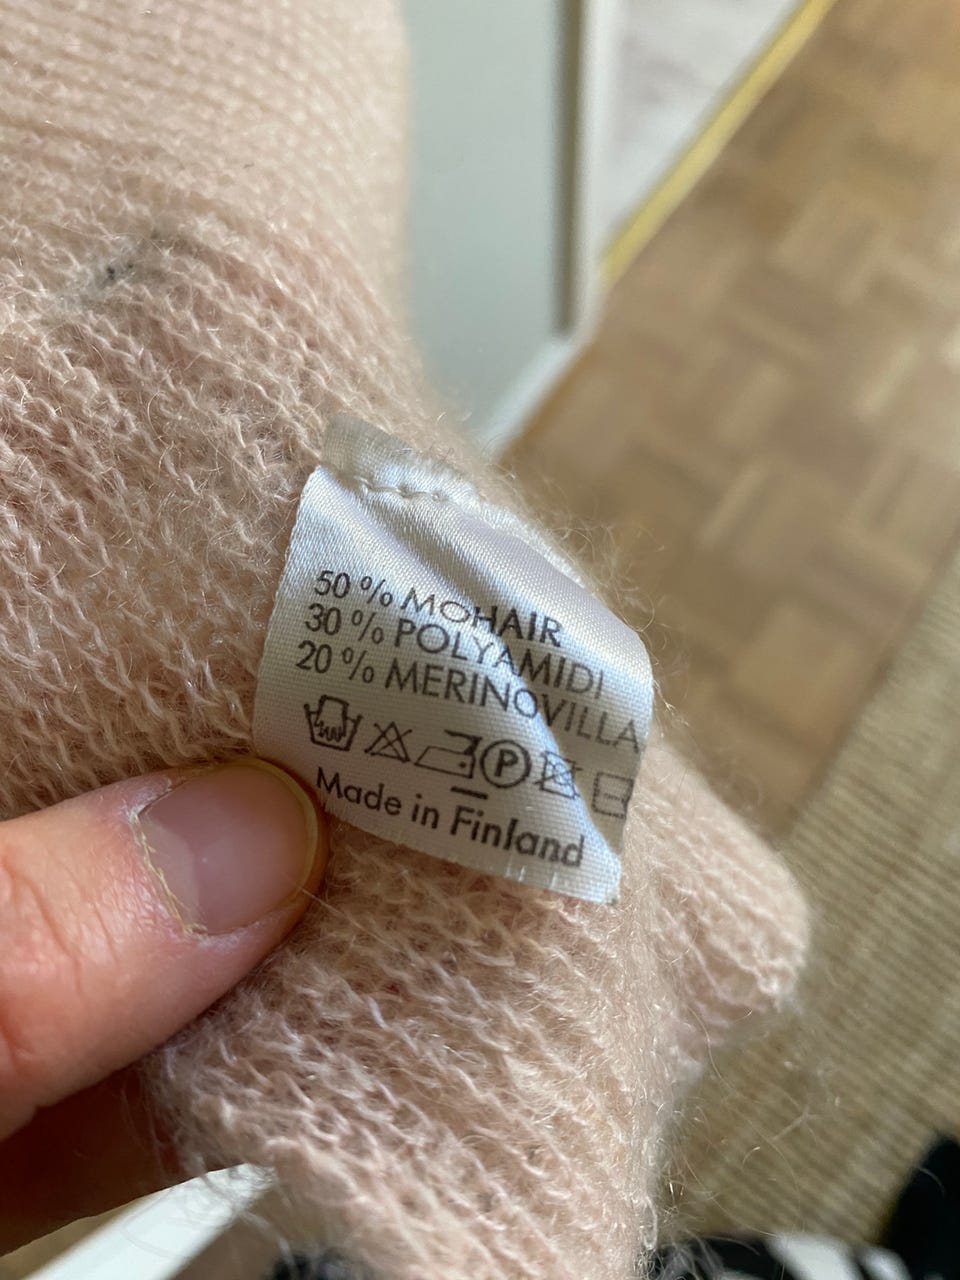 50 % MOHAIR
30 % POLYAMIDI
20 % MERINOVILLA
P
Made in Finland